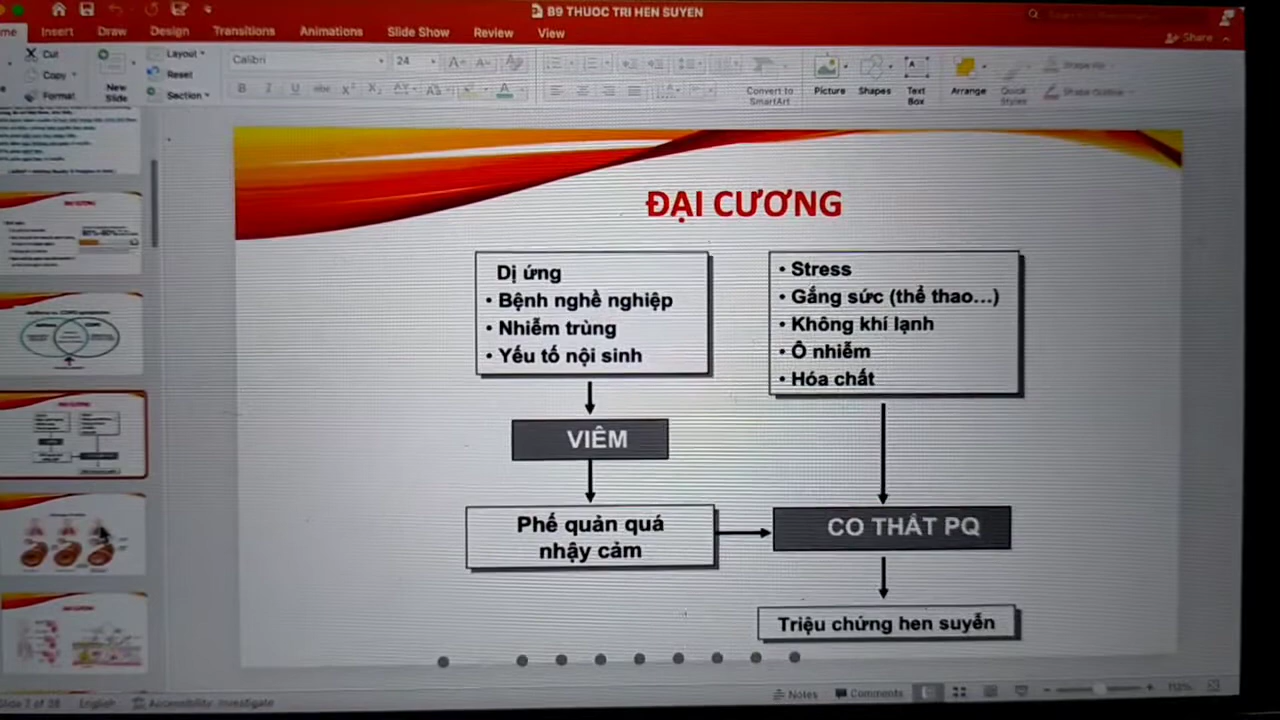 B9 THUOC TRI HEN SUYEN
Insert Draw Design Transitions Animations Slide Show Review View
Share
Cut
Copy
Format
New Slide
Layout
Reset
Section
Calibri
24
Convert to SmartArt
Picture
Shapes
Text Box
Arrange
Quick Styles
Shape Fill
Shape Outline
ĐẠI CƯƠNG
Dị ứng
• Bệnh nghề nghiệp
• Nhiễm trùng
• Yếu tố nội sinh
• Stress
• Gắng sức (thể thao...)
• Không khí lạnh
• Ô nhiễm
• Hóa chất
VIÊM
Phế quản quá
nhậy cảm
CO THẮT PQ
Triệu chứng hen suyễn
English
Accessibility: Investigate
Notes
Comments